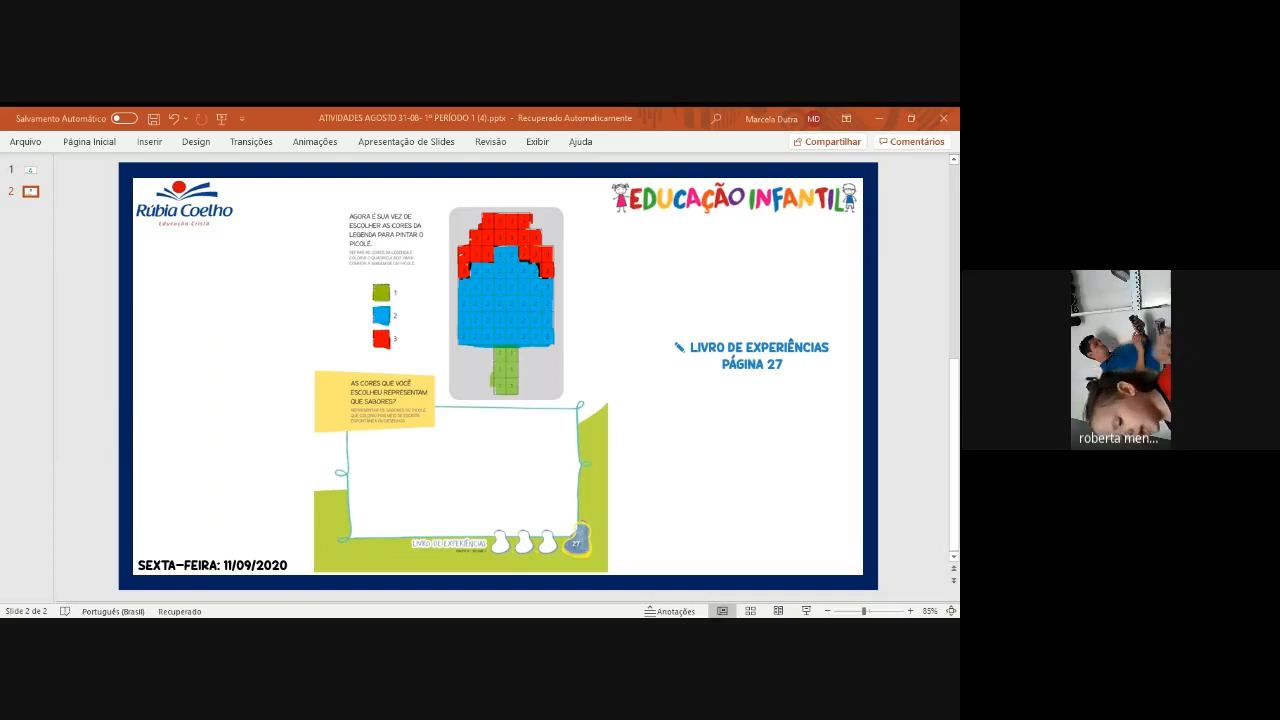 Salvamento Automático
ATIVIDADES AGOSTO 31-08- 1º PERÍODO 1 (4).pptx - Recuperado Automaticamente
Marcela Dutra MD
Arquivo Página Inicial Inserir Design Transições Animações Apresentação de Slides Revisão Exibir Ajuda
Compartilhar Comentários
1
2
Rúbia Coelho
Educação Cristã
EDUCAÇÃO INFANTIL
AGORA É SUA VEZ DE
ESCOLHER AS CORES DA
LEGENDA PARA PINTAR O
PICOLÉ.
1
2
3
LIVRO DE EXPERIÊNCIAS
PÁGINA 27
AS CORES QUE VOCÊ
ESCOLHEU REPRESENTAM
QUE SABORES?
LIVRO DE EXPERIÊNCIAS
27
SEXTA-FEIRA: 11/09/2020
roberta men...
Slide 2 de 2 Português (Brasil) Recuperado
Anotações
85%